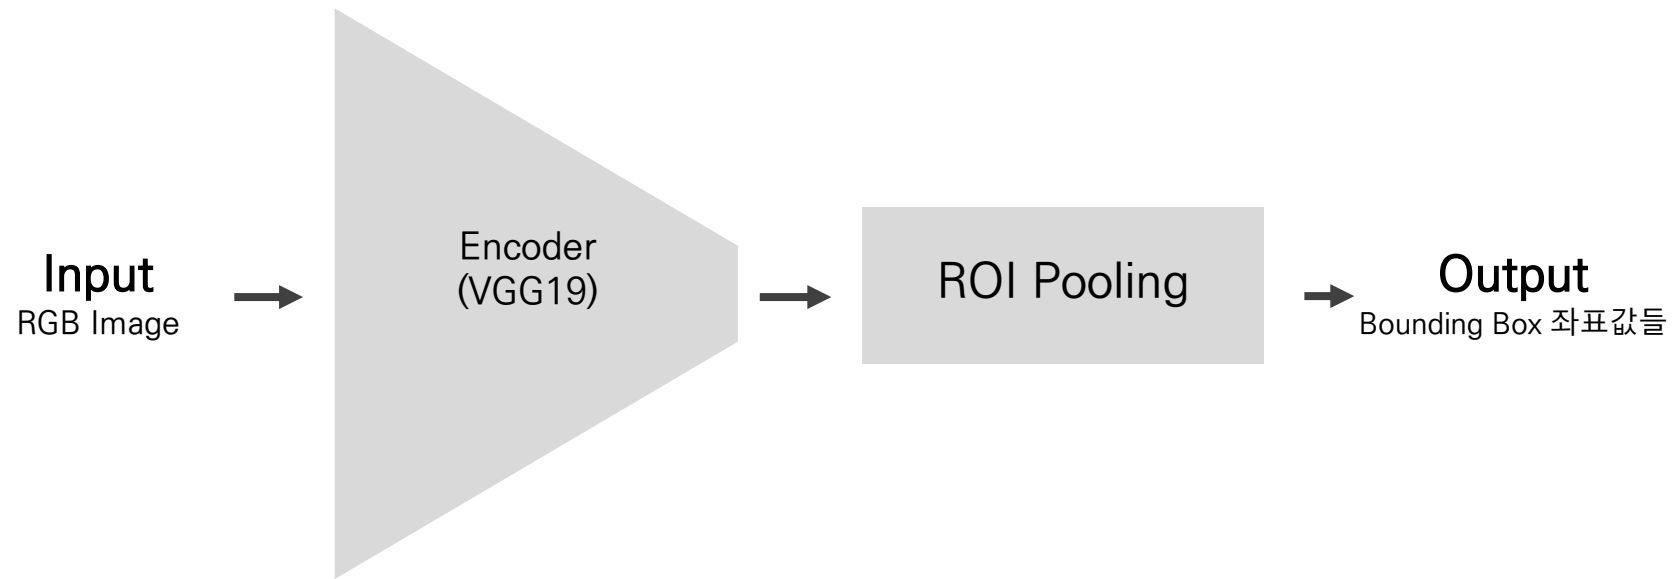 Input
RGB Image
Encoder
(VGG19)
ROI Pooling
Output
Bounding Box 좌표값들